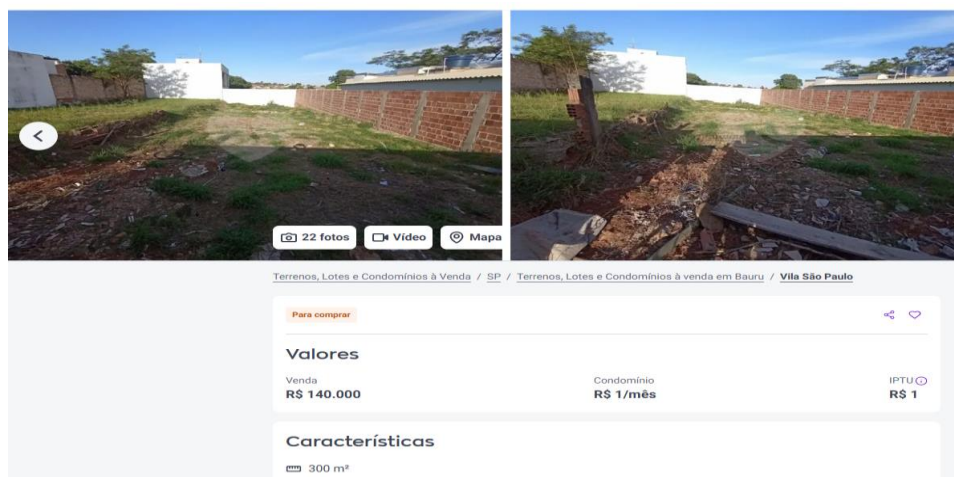 22 fotos
Vídeo
Mapa
Terrenos, Lotes e Condomínios à Venda / SP / Terrenos, Lotes e Condomínios à venda em Bauru / Vila São Paulo
Para comprar
Valores
Venda
Condomínio
IPTU
R$ 140.000
R$ 1/mês
R$ 1
Características
300 m²